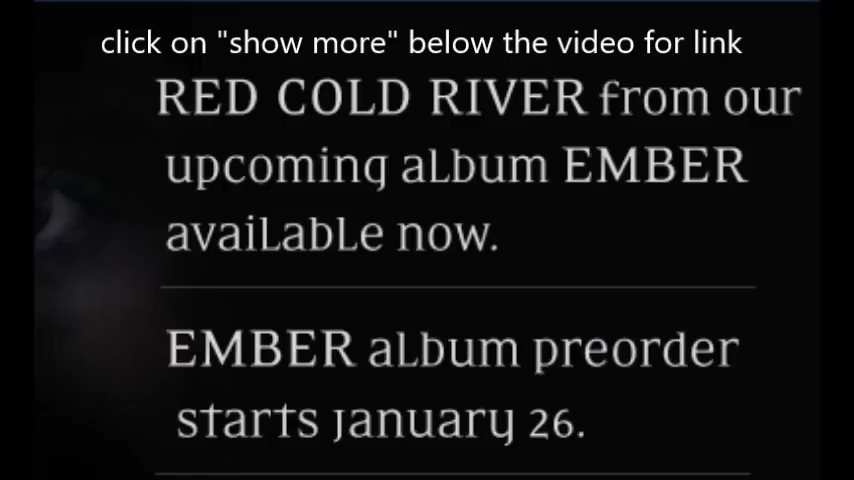 click on "show more" below the video for link
RED COLD RIVER from our
upcoming album EMBER
available now.
EMBER album preorder
starts january 26.